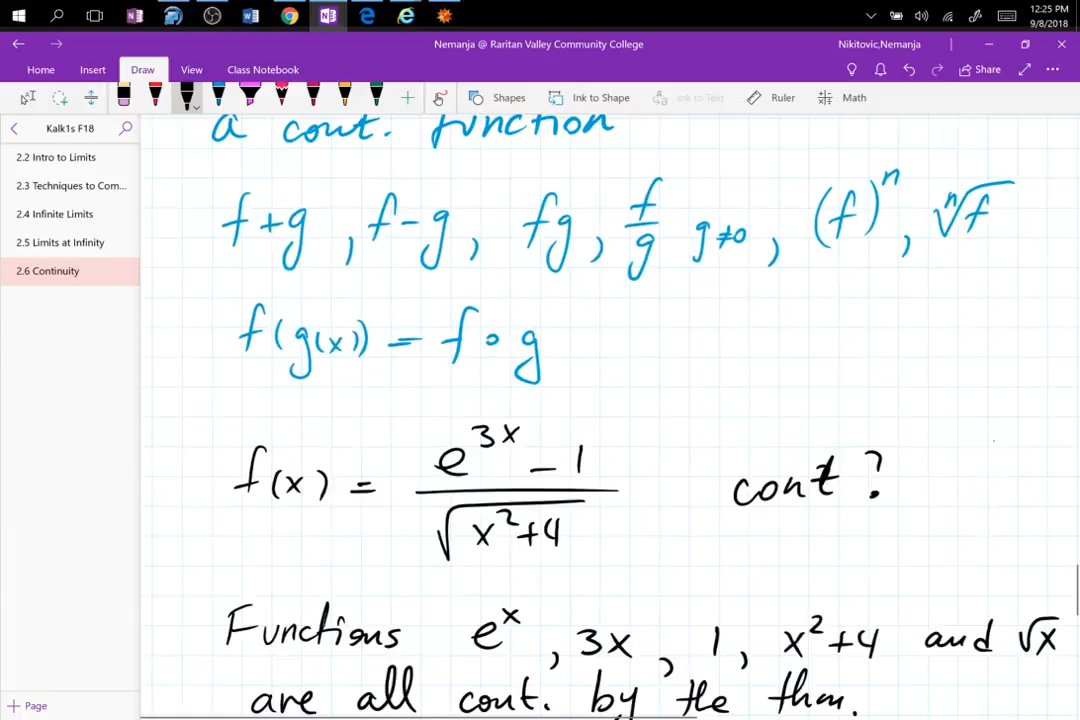 12:25 PM
9/8/2018
Nemanja @ Raritan Valley Community College
Nikitovic,Nemanja
Home Insert Draw View Class Notebook Share
Shapes Ink to Shape Ink to Text Ruler Math
Kalk1s F18
2.2 Intro to Limits
2.3 Techniques to Com...
2.4 Infinite Limits
2.5 Limits at Infinity
2.6 Continuity
Page
a cont. function
f+g , f-g, fg, f/g g≠0, (f)^n, ⁿ√f
f(g(x)) = f∘g
f(x) = (e^{3x} - 1)/√(x²+4) cont?
Functions e^x, 3x, 1, x²+4 and √x
are all cont. by the thm.